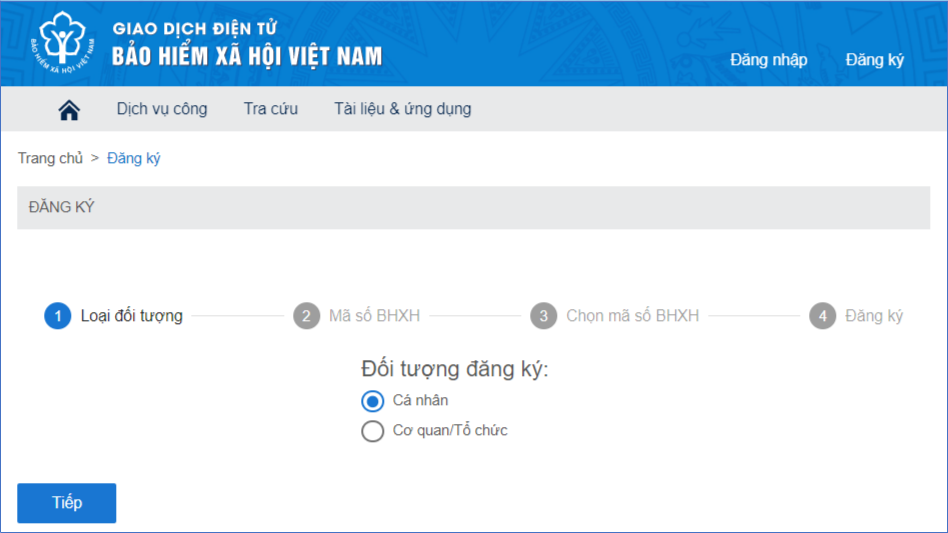 BẢO HIỂM XÃ HỘI VIỆT NAM
GIAO DỊCH ĐIỆN TỬ
BẢO HIỂM XÃ HỘI VIỆT NAM
Đăng nhập Đăng ký
Dịch vụ công Tra cứu Tài liệu & ứng dụng
Trang chủ > Đăng ký
ĐĂNG KÝ
1 Loại đối tượng 2 Mã số BHXH 3 Chọn mã số BHXH 4 Đăng ký
Đối tượng đăng ký:
Cá nhân
Cơ quan/Tổ chức
Tiếp